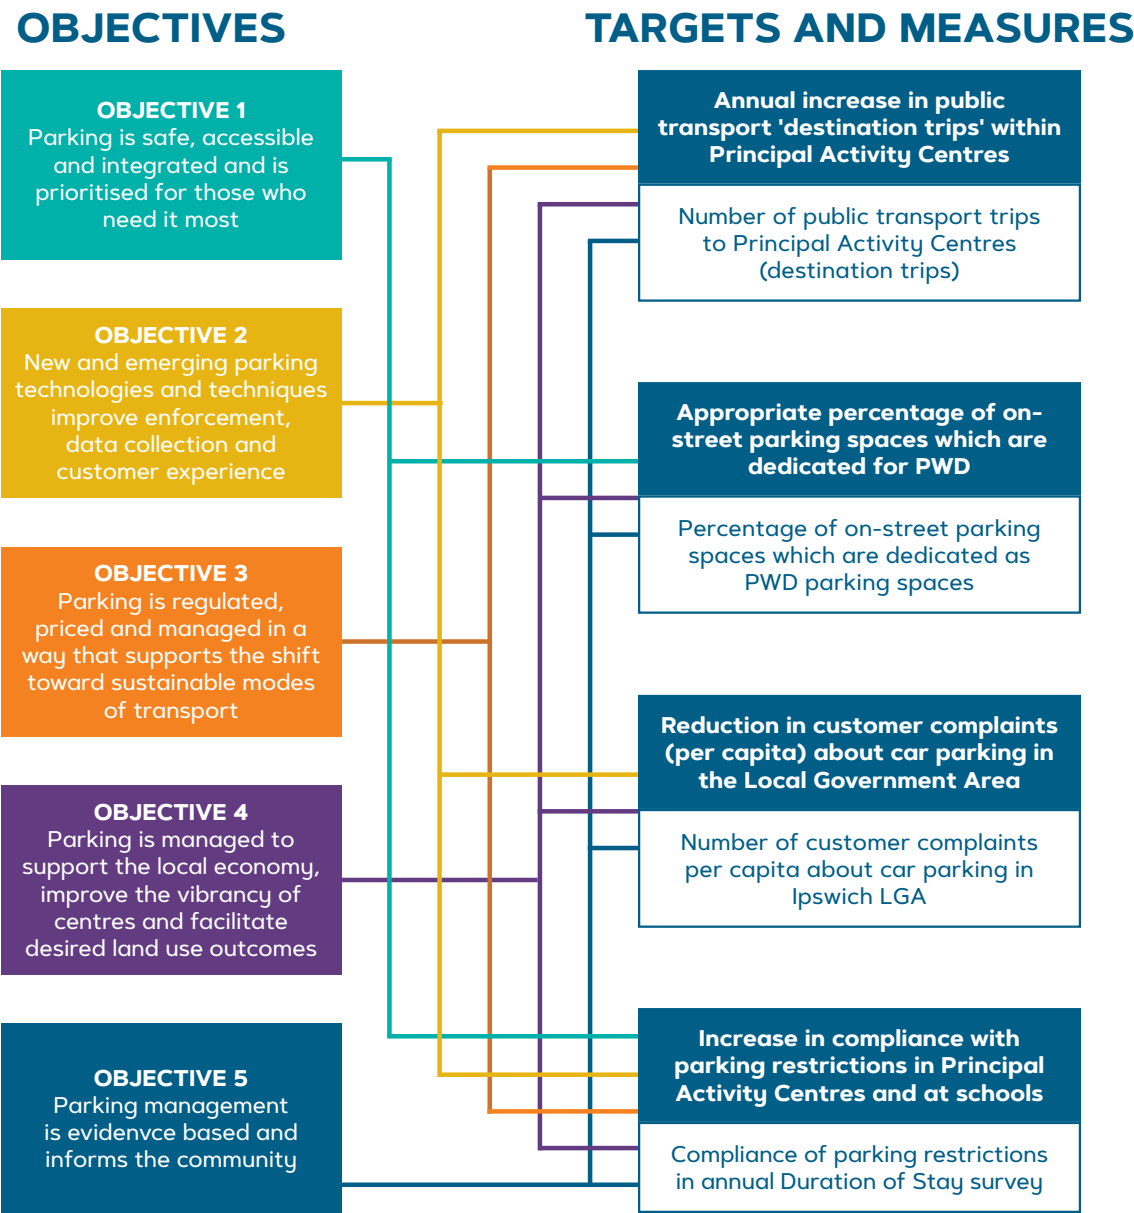 OBJECTIVES
TARGETS AND MEASURES
OBJECTIVE 1
Parking is safe, accessible
and integrated and is
prioritised for those who
need it most
OBJECTIVE 2
New and emerging parking
technologies and techniques
improve enforcement,
data collection and
customer experience
OBJECTIVE 3
Parking is regulated,
priced and managed in a
way that supports the shift
toward sustainable modes
of transport
OBJECTIVE 4
Parking is managed to
support the local economy,
improve the vibrancy of
centres and facilitate
desired land use outcomes
OBJECTIVE 5
Parking management
is evidenvce based and
informs the community
Annual increase in public
transport 'destination trips' within
Principal Activity Centres
Number of public transport trips
to Principal Activity Centres
(destination trips)
Appropriate percentage of on-
street parking spaces which are
dedicated for PWD
Percentage of on-street parking
spaces which are dedicated as
PWD parking spaces
Reduction in customer complaints
(per capita) about car parking in
the Local Government Area
Number of customer complaints
per capita about car parking in
Ipswich LGA
Increase in compliance with
parking restrictions in Principal
Activity Centres and at schools
Compliance of parking restrictions
in annual Duration of Stay survey